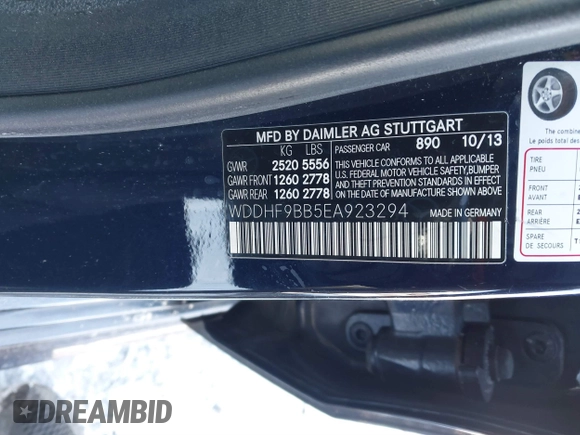 MFD BY DAIMLER AG STUTTGART
KG LBS PASSENGER CAR 890 10/13
GVWR 2520 5556
GAWR FRONT 1260 2778
GAWR REAR 1260 2778
THIS VEHICLE CONFORMS TO ALL APPLICABLE
U.S. FEDERAL MOTOR VEHICLE SAFETY,BUMPER
AND THEFT PREVENTION STANDARDS IN EFFECT
ON THE DATE OF MANUFACTURE SHOWN ABOVE.
WDDHF9BB5EA923294 MADE IN GERMANY
The combined
Le poids total des
TIRE
PNEU
FRONT
AVANT
REAR
ARRIÈRE
SPARE
DE SECOURS
DREAMBID